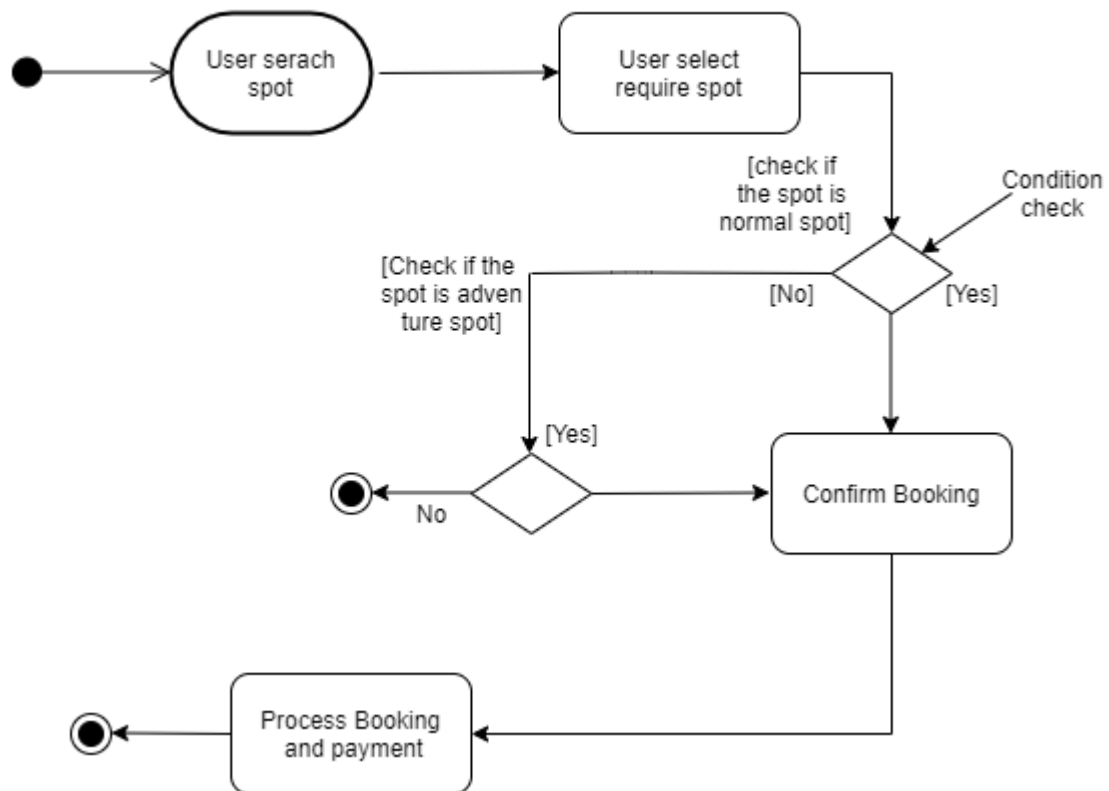 User serach
spot
User select
require spot
[check if
the spot is
normal spot]
Condition
check
[Check if the
spot is adven
ture spot]
[No]
[Yes]
[Yes]
No
Confirm Booking
Process Booking
and payment